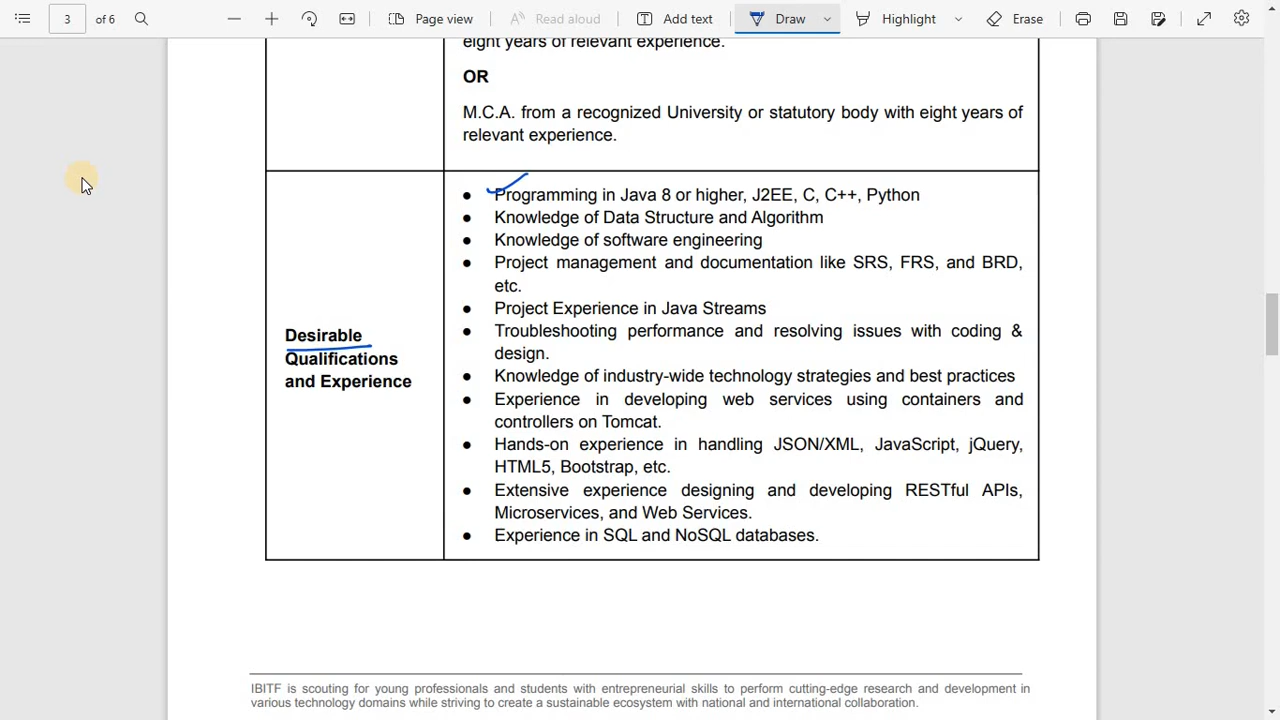 3 of 6 Page view Read aloud Add text Draw Highlight Erase
eight years of relevant experience.
OR
M.C.A. from a recognized University or statutory body with eight years of
relevant experience.
● Programming in Java 8 or higher, J2EE, C, C++, Python
● Knowledge of Data Structure and Algorithm
● Knowledge of software engineering
● Project management and documentation like SRS, FRS, and BRD,
etc.
● Project Experience in Java Streams
● Troubleshooting performance and resolving issues with coding &
design.
● Knowledge of industry-wide technology strategies and best practices
● Experience in developing web services using containers and
controllers on Tomcat.
● Hands-on experience in handling JSON/XML, JavaScript, jQuery,
HTML5, Bootstrap, etc.
● Extensive experience designing and developing RESTful APIs,
Microservices, and Web Services.
● Experience in SQL and NoSQL databases.
Desirable
Qualifications
and Experience
IBITF is scouting for young professionals and students with entrepreneurial skills to perform cutting-edge research and development in
various technology domains while striving to create a sustainable ecosystem with national and international collaboration.